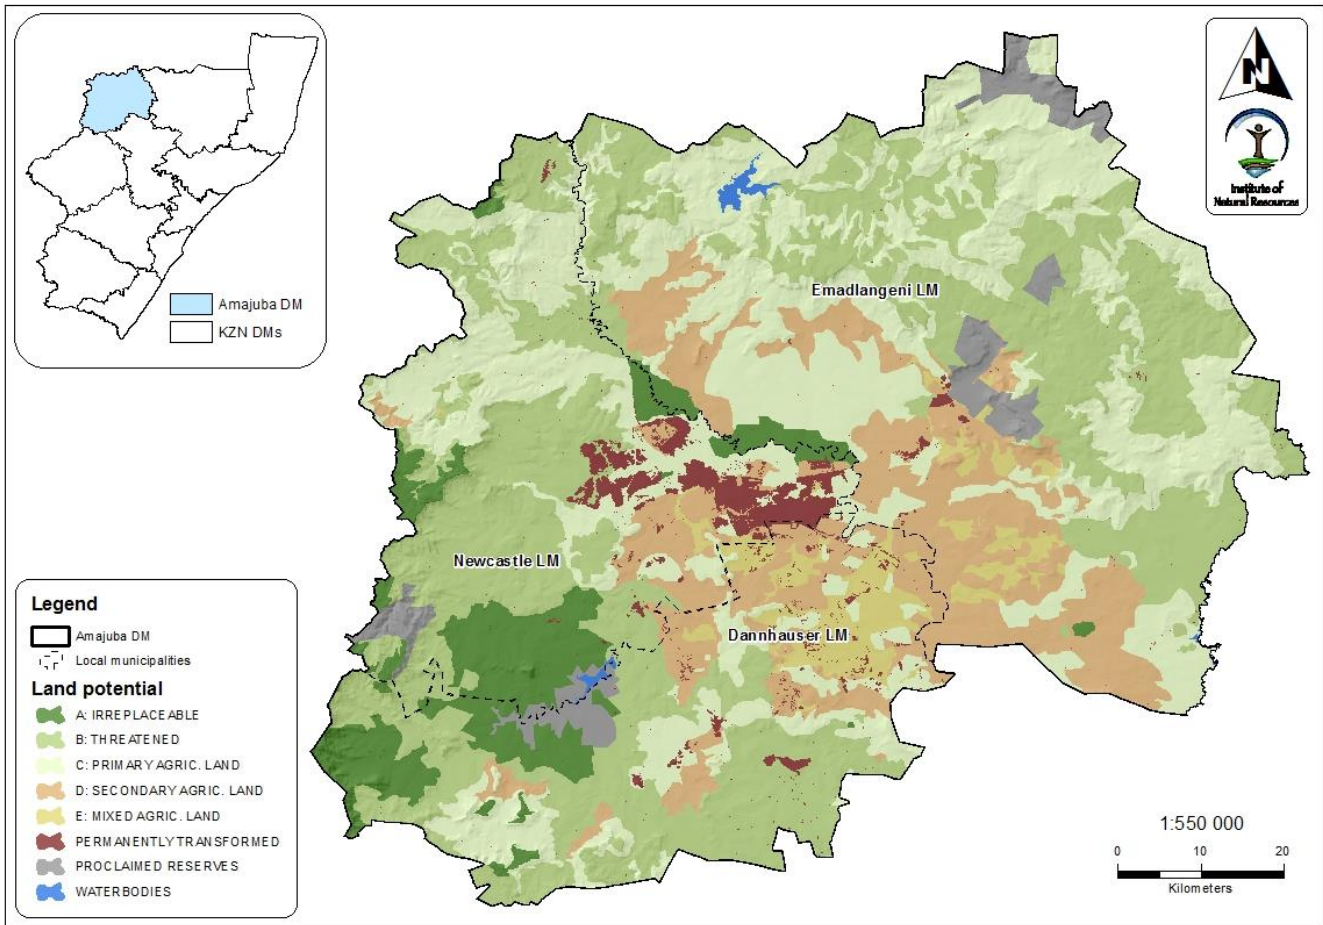 Amajuba DM
KZN DMs
N
Institute of
Natural Resources
Emadlangeni LM
Newcastle LM
Dannhauser LM
Legend
Amajuba DM
Local municipalities
Land potential
A: IRREPLACEABLE
B: THREATENED
C: PRIMARY AGRIC. LAND
D: SECONDARY AGRIC. LAND
E: MIXED AGRIC. LAND
PERMANENTLY TRANSFORMED
PROCLAIMED RESERVES
WATERBODIES
1:550 000
0 10 20
Kilometers